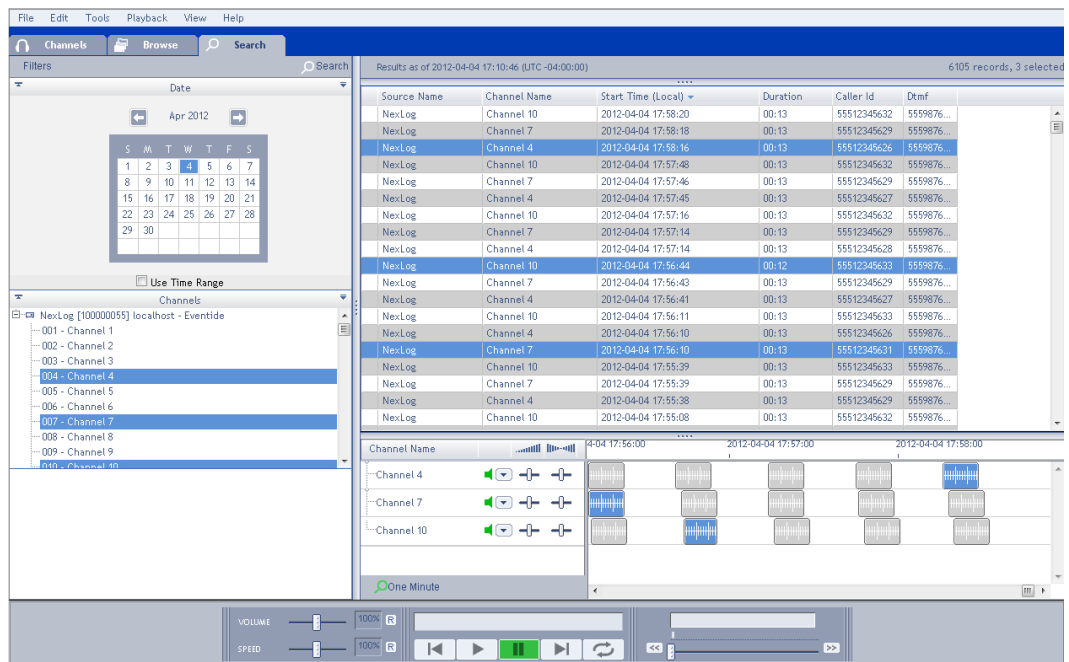 File Edit Tools Playback View Help
Channels Browse Search
Filters Search
Results as of 2012-04-04 17:10:46 (UTC -04:00:00) 6105 records, 3 selected
Date
Apr 2012
S M T W T F S
1 2 3 4 5 6 7
8 9 10 11 12 13 14
15 16 17 18 19 20 21
22 23 24 25 26 27 28
29 30
Use Time Range
Channels
NexLog [100000055] localhost - Eventide
001 - Channel 1
002 - Channel 2
003 - Channel 3
004 - Channel 4
005 - Channel 5
006 - Channel 6
007 - Channel 7
008 - Channel 8
009 - Channel 9
010 - Channel 10
Source Name Channel Name Start Time (Local) Duration Caller Id Dtmf
NexLog Channel 10 2012-04-04 17:58:20 00:13 55512345632 5559876...
NexLog Channel 7 2012-04-04 17:58:18 00:13 55512345629 5559876...
NexLog Channel 4 2012-04-04 17:58:16 00:13 55512345626 5559876...
NexLog Channel 10 2012-04-04 17:57:48 00:13 55512345632 5559876...
NexLog Channel 7 2012-04-04 17:57:46 00:13 55512345629 5559876...
NexLog Channel 4 2012-04-04 17:57:45 00:13 55512345627 5559876...
NexLog Channel 10 2012-04-04 17:57:16 00:13 55512345632 5559876...
NexLog Channel 7 2012-04-04 17:57:14 00:13 55512345629 5559876...
NexLog Channel 4 2012-04-04 17:57:14 00:13 55512345628 5559876...
NexLog Channel 10 2012-04-04 17:56:44 00:12 55512345633 5559876...
NexLog Channel 7 2012-04-04 17:56:43 00:13 55512345629 5559876...
NexLog Channel 4 2012-04-04 17:56:41 00:13 55512345627 5559876...
NexLog Channel 10 2012-04-04 17:56:11 00:13 55512345633 5559876...
NexLog Channel 4 2012-04-04 17:56:10 00:13 55512345626 5559876...
NexLog Channel 7 2012-04-04 17:56:10 00:13 55512345631 5559876...
NexLog Channel 10 2012-04-04 17:55:39 00:13 55512345633 5559876...
NexLog Channel 7 2012-04-04 17:55:39 00:13 55512345629 5559876...
NexLog Channel 4 2012-04-04 17:55:38 00:13 55512345629 5559876...
NexLog Channel 10 2012-04-04 17:55:08 00:13 55512345632 5559876...
Channel Name 4-04 17:56:00 2012-04-04 17:57:00 2012-04-04 17:58:00
Channel 4
Channel 7
Channel 10
One Minute
VOLUME 100% R
SPEED 100% R